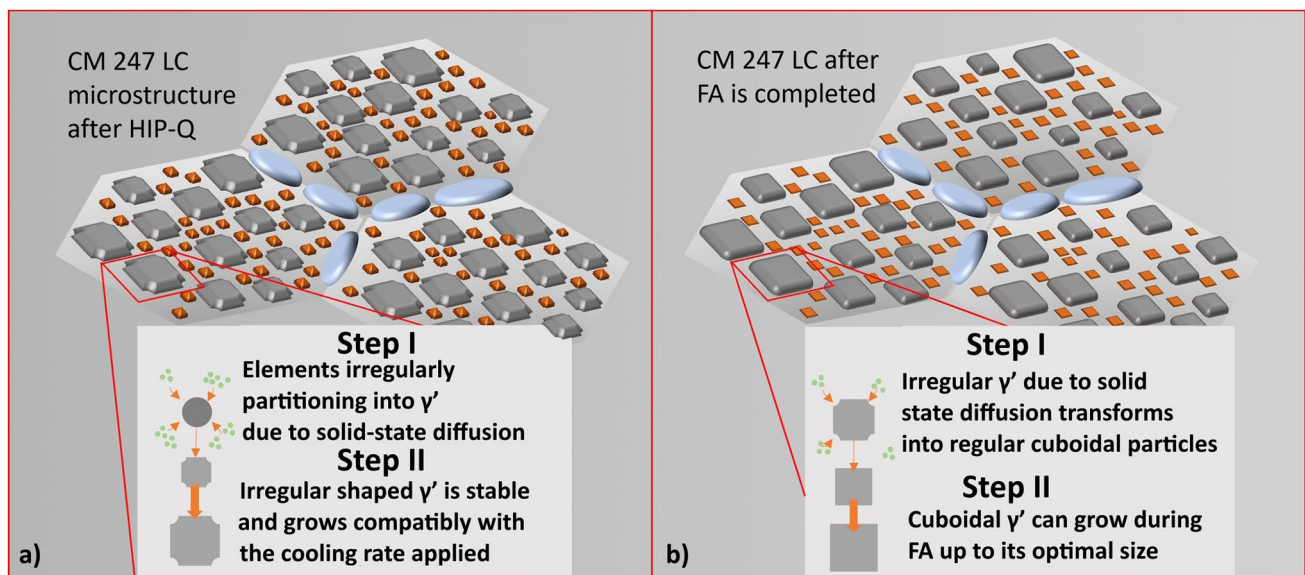 CM 247 LC
microstructure
after HIP-Q
Step I
Elements irregularly
partitioning into γ’
due to solid-state diffusion
Step II
Irregular shaped γ’ is stable
and grows compatibly with
the cooling rate applied
a)
CM 247 LC after
FA is completed
Step I
Irregular γ’ due to solid
state diffusion transforms
into regular cuboidal particles
Step II
Cuboidal γ’ can grow during
FA up to its optimal size
b)